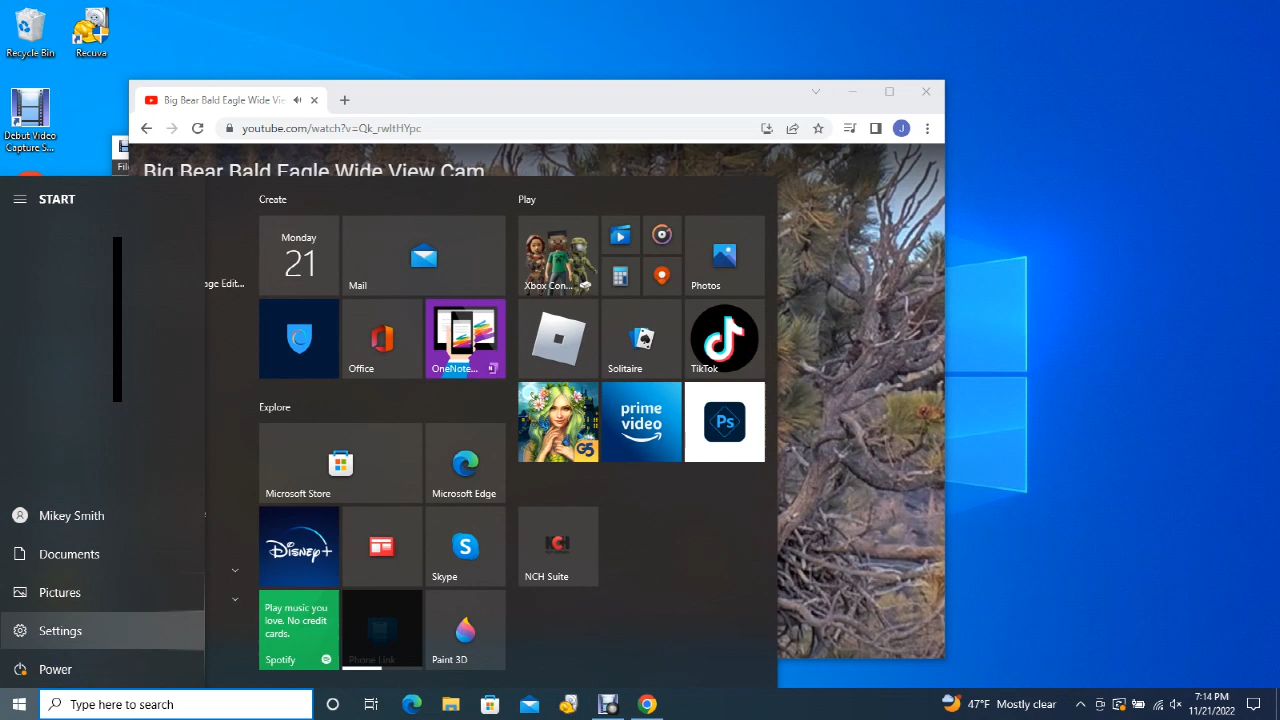 Recycle Bin
Recuva
Debut Video
Capture S...
Big Bear Bald Eagle Wide Vie
youtube.com/watch?v=Qk_rwltHYpc
J
Big Bear Bald Eagle Wide View Cam
START
Create
Play
Monday
21
Mail
Xbox Con...
Photos
age Edit...
Office
OneNote...
Solitaire
TikTok
Explore
G5
prime
video
Ps
Microsoft Store
Microsoft Edge
Mikey Smith
Disney+
Skype
NCH
NCH Suite
Documents
Pictures
Play music you
love. No credit
cards.
Spotify
Phone Link
Paint 3D
Settings
Power
Type here to search
47°F Mostly clear
7:14 PM
11/21/2022